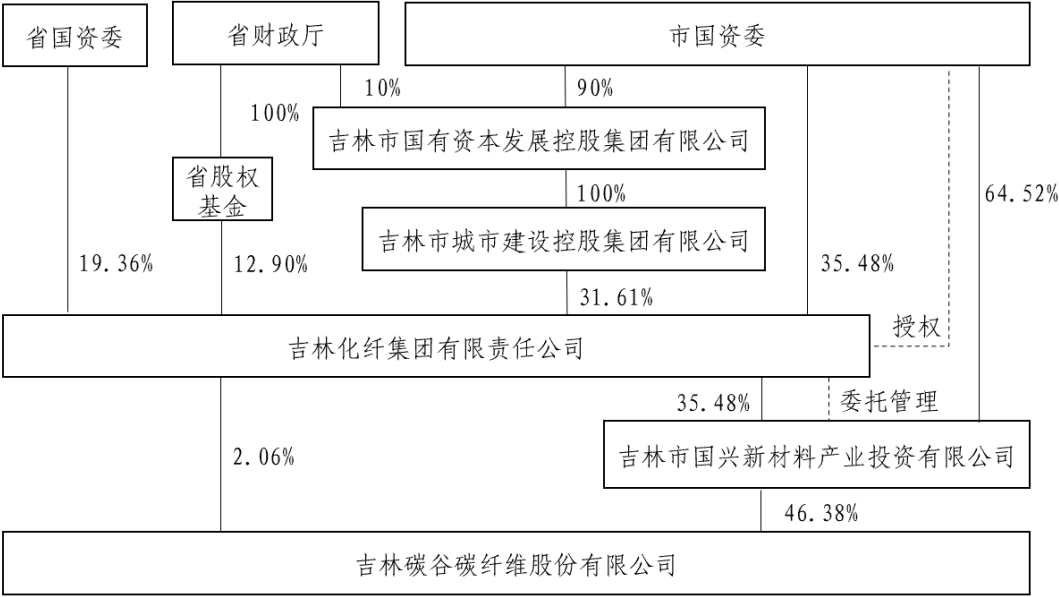 省国资委
省财政厅
市国资委
10%
90%
100%
吉林市国有资本发展控股集团有限公司
省股权
基金
100%
64.52%
吉林市城市建设控股集团有限公司
19.36%
12.90%
35.48%
31.61%
授权
吉林化纤集团有限责任公司
35.48%
委托管理
2.06%
吉林市国兴新材料产业投资有限公司
46.38%
吉林碳谷碳纤维股份有限公司